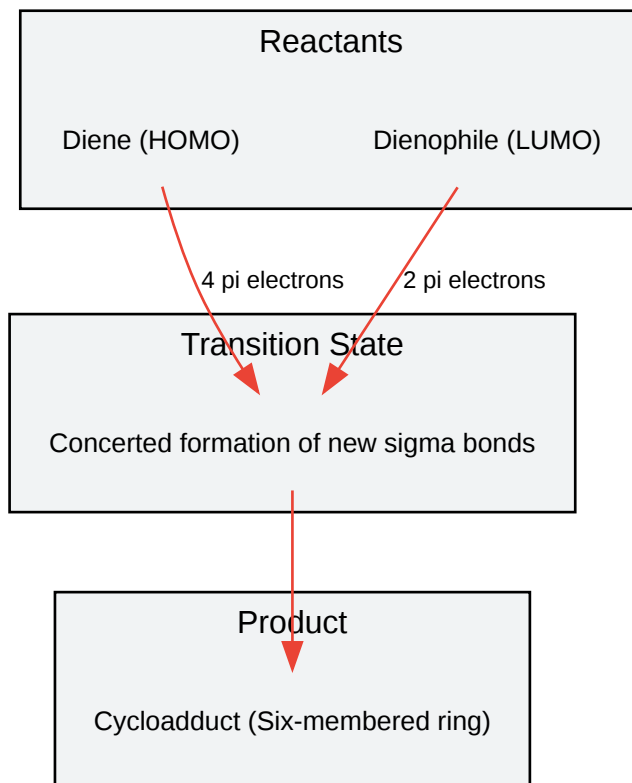 Reactants
Diene (HOMO)
Dienophile (LUMO)
4 pi electrons
2 pi electrons
Transition State
Concerted formation of new sigma bonds
Product
Cycloadduct (Six-membered ring)